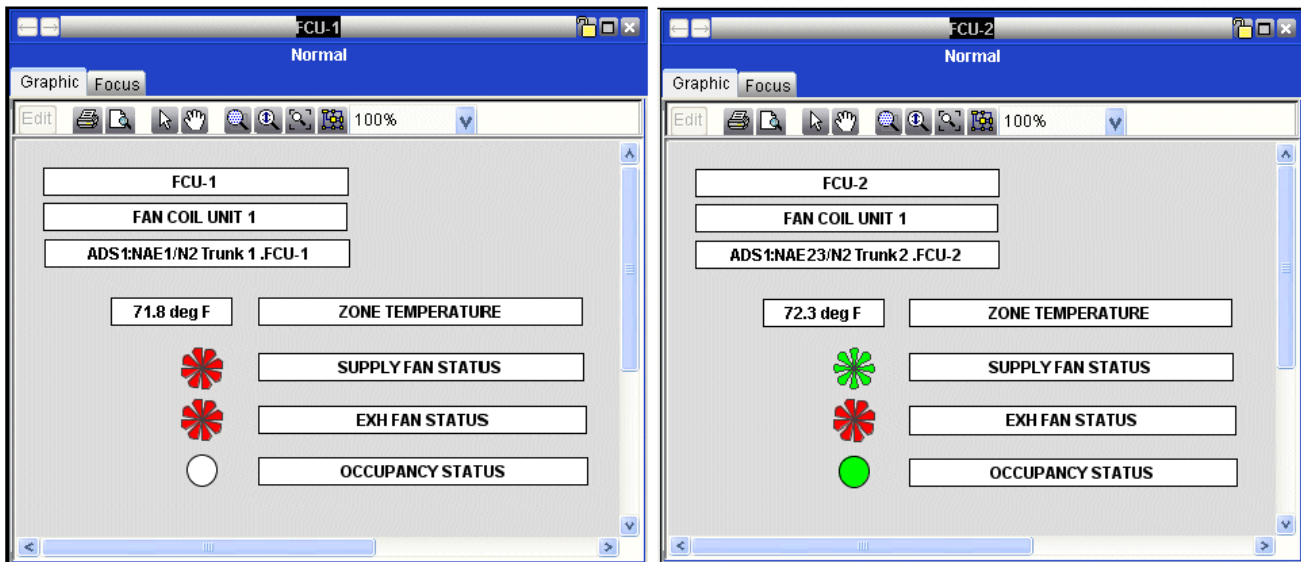 FCU-1
Normal
Graphic Focus
Edit 100%
FCU-1
FAN COIL UNIT 1
ADS1:NAE1/N2 Trunk 1 .FCU-1
71.8 deg F ZONE TEMPERATURE
SUPPLY FAN STATUS
EXH FAN STATUS
OCCUPANCY STATUS
FCU-2
Normal
Graphic Focus
Edit 100%
FCU-2
FAN COIL UNIT 1
ADS1:NAE23/N2 Trunk2 .FCU-2
72.3 deg F ZONE TEMPERATURE
SUPPLY FAN STATUS
EXH FAN STATUS
OCCUPANCY STATUS